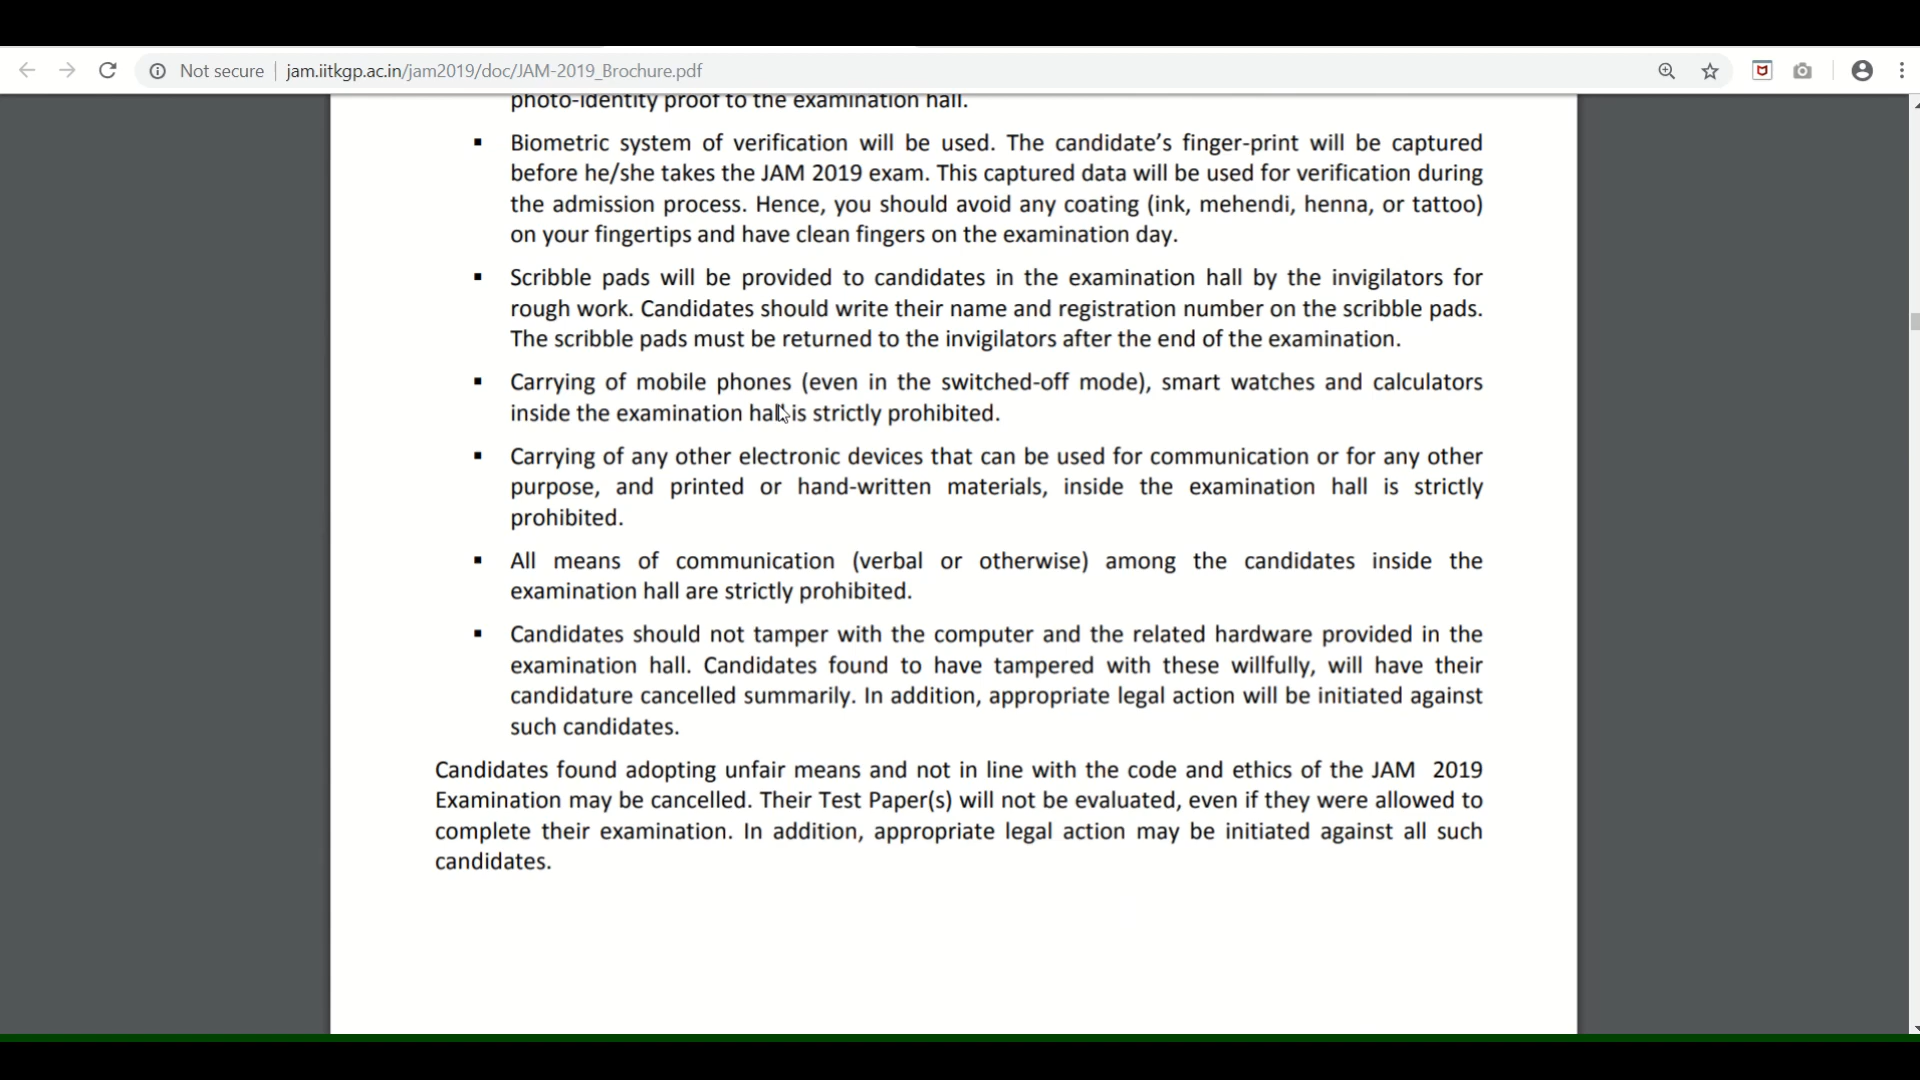 Not secure | jam.iitkgp.ac.in/jam2019/doc/JAM-2019_Brochure.pdf
photo-identity proof to the examination hall.
▪ Biometric system of verification will be used. The candidate’s finger-print will be captured
before he/she takes the JAM 2019 exam. This captured data will be used for verification during
the admission process. Hence, you should avoid any coating (ink, mehendi, henna, or tattoo)
on your fingertips and have clean fingers on the examination day.
▪ Scribble pads will be provided to candidates in the examination hall by the invigilators for
rough work. Candidates should write their name and registration number on the scribble pads.
The scribble pads must be returned to the invigilators after the end of the examination.
▪ Carrying of mobile phones (even in the switched-off mode), smart watches and calculators
inside the examination hall is strictly prohibited.
▪ Carrying of any other electronic devices that can be used for communication or for any other
purpose, and printed or hand-written materials, inside the examination hall is strictly
prohibited.
▪ All means of communication (verbal or otherwise) among the candidates inside the
examination hall are strictly prohibited.
▪ Candidates should not tamper with the computer and the related hardware provided in the
examination hall. Candidates found to have tampered with these willfully, will have their
candidature cancelled summarily. In addition, appropriate legal action will be initiated against
such candidates.
Candidates found adopting unfair means and not in line with the code and ethics of the JAM 2019
Examination may be cancelled. Their Test Paper(s) will not be evaluated, even if they were allowed to
complete their examination. In addition, appropriate legal action may be initiated against all such
candidates.